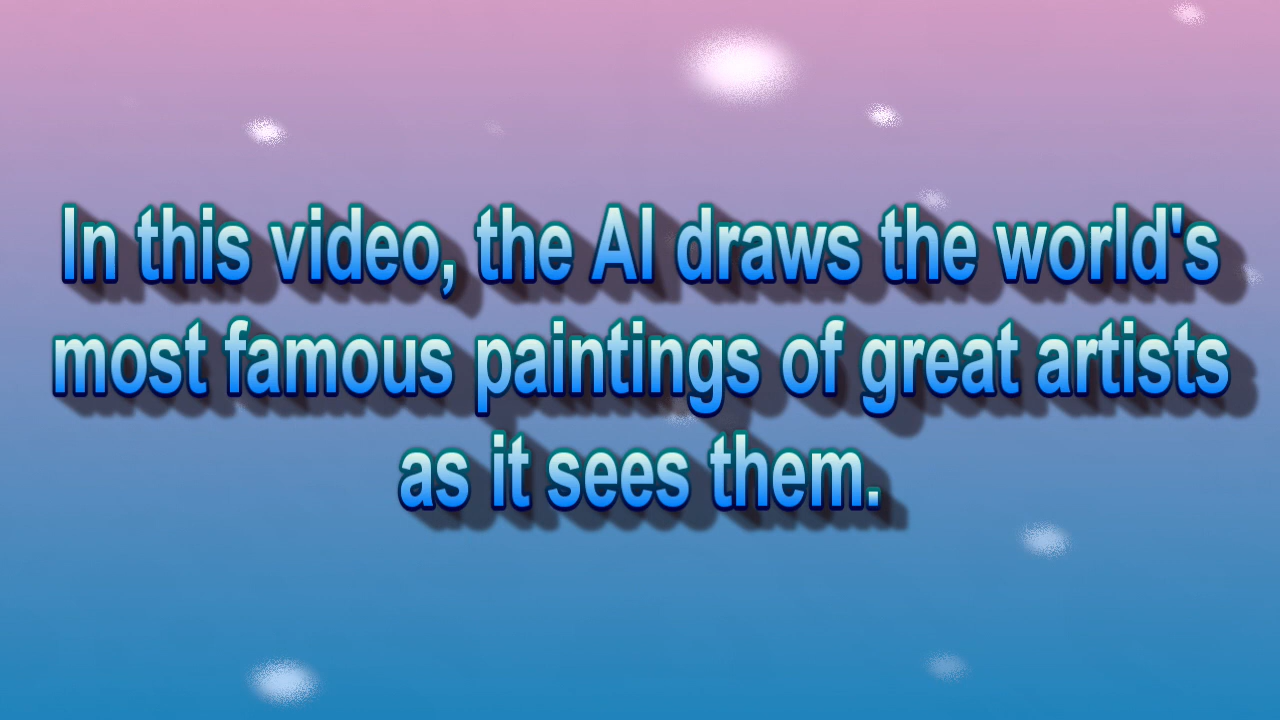 In this video, the AI draws the world's
most famous paintings of great artists
as it sees them.